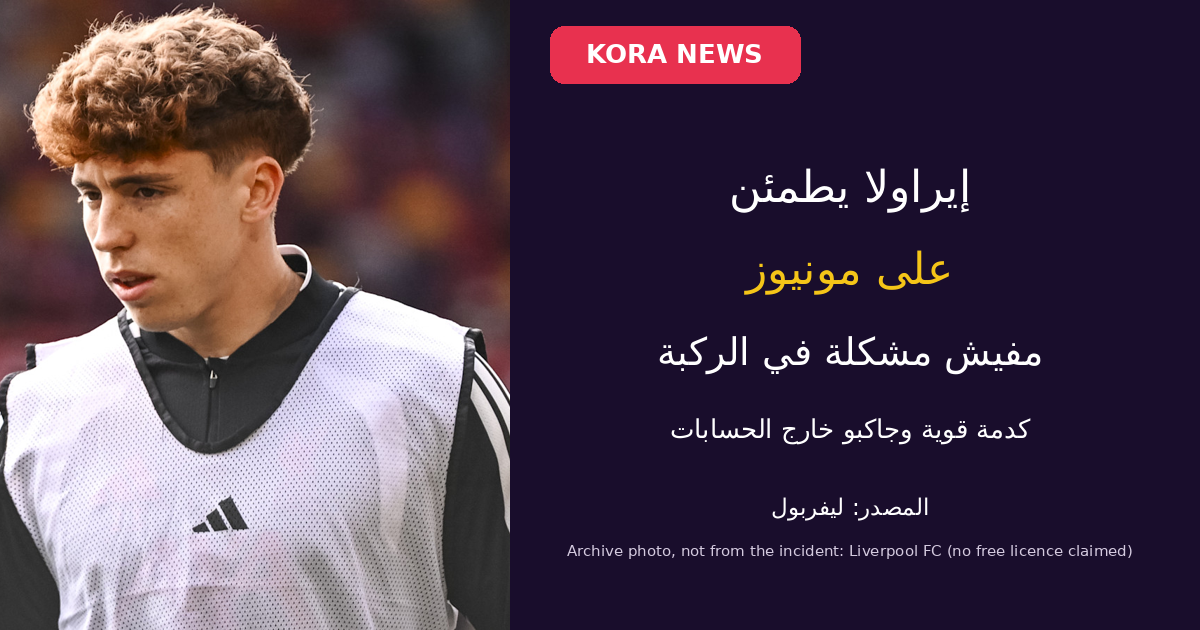 KORA NEWS
إيراولا يطمئن
على مونيوز
مفيش مشكلة في الركبة
كدمة قوية وجاكبو خارج الحسابات
المصدر: ليفربول
Archive photo, not from the incident: Liverpool FC (no free licence claimed)